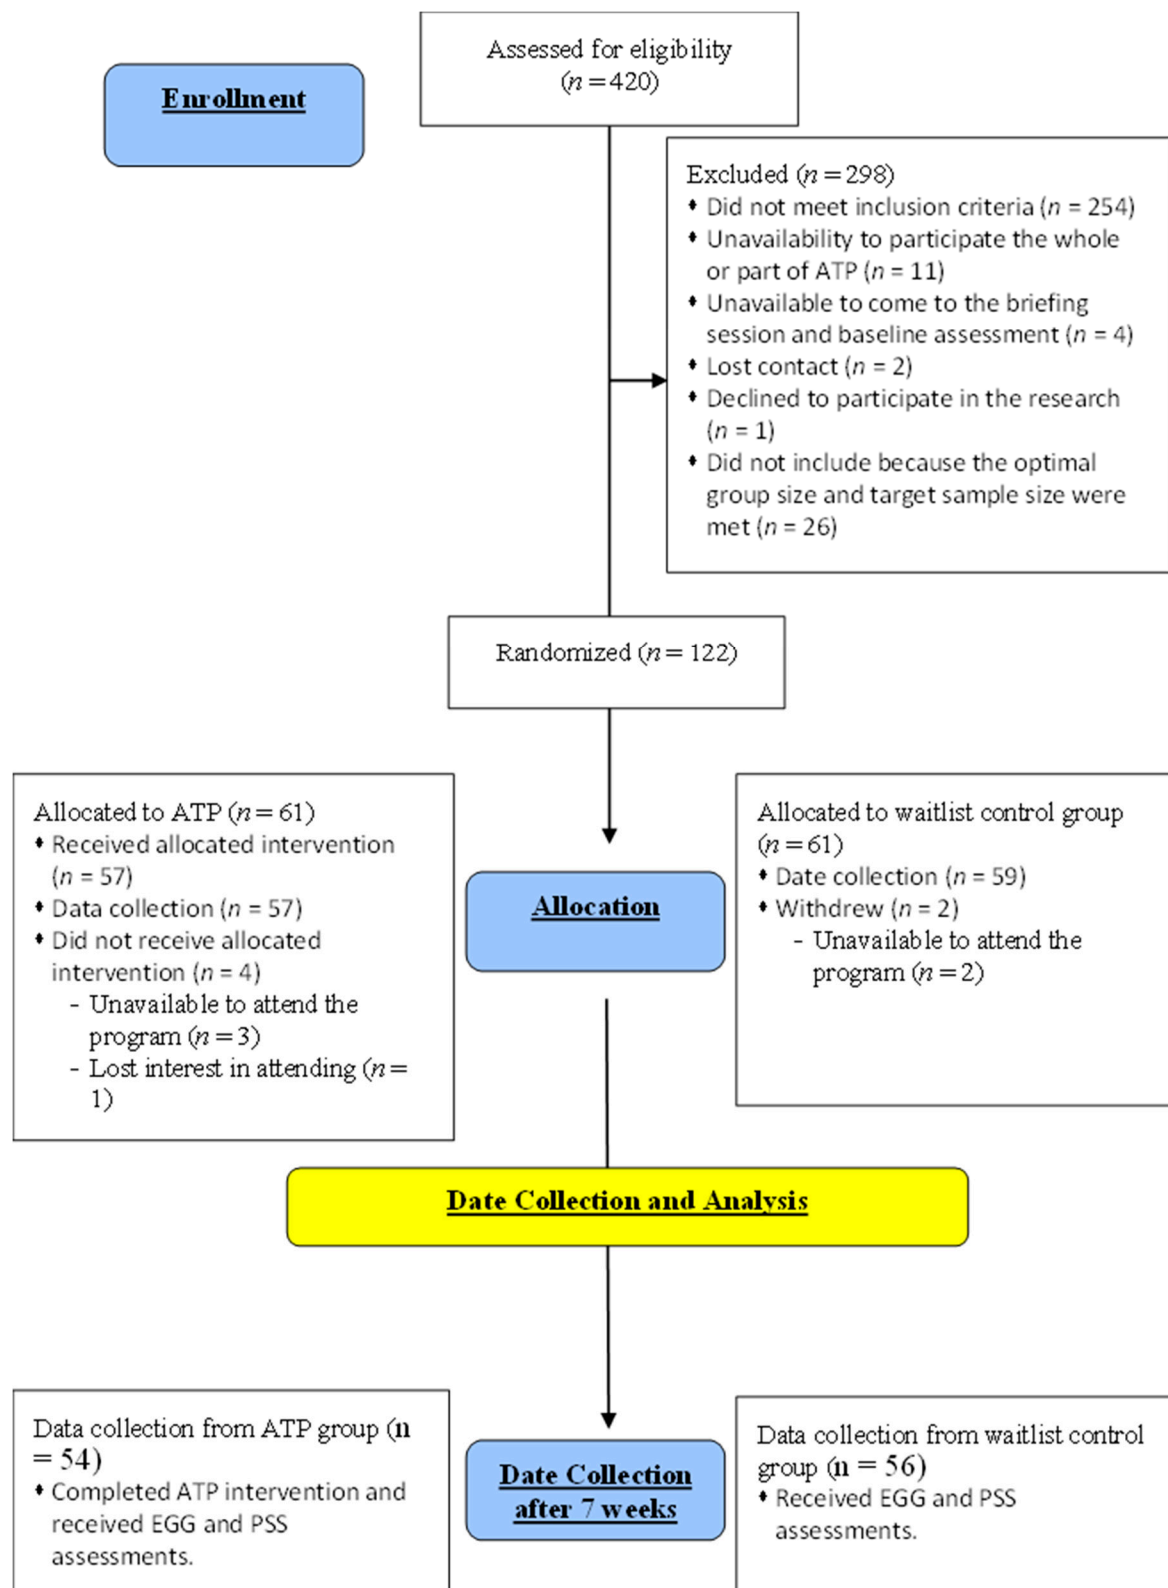 Assessed for eligibility
(n = 420)
Enrollment
Excluded (n = 298)
♦ Did not meet inclusion criteria (n = 254)
♦ Unavailability to participate the whole
or part of ATP (n = 11)
♦ Unavailable to come to the briefing
session and baseline assessment (n = 4)
♦ Lost contact (n = 2)
♦ Declined to participate in the research
(n = 1)
♦ Did not include because the optimal
group size and target sample size were
met (n = 26)
Randomized (n = 122)
Allocated to ATP (n = 61)
♦ Received allocated intervention
(n = 57)
♦ Data collection (n = 57)
♦ Did not receive allocated
intervention (n = 4)
- Unavailable to attend the
program (n = 3)
- Lost interest in attending (n =
1)
Allocation
Allocated to waitlist control group
(n = 61)
♦ Date collection (n = 59)
♦ Withdrew (n = 2)
- Unavailable to attend the
program (n = 2)
Date Collection and Analysis
Data collection from ATP group (n
= 54)
♦ Completed ATP intervention and
received EGG and PSS
assessments.
Date Collection
after 7 weeks
Data collection from waitlist control
group (n = 56)
♦ Received EGG and PSS
assessments.